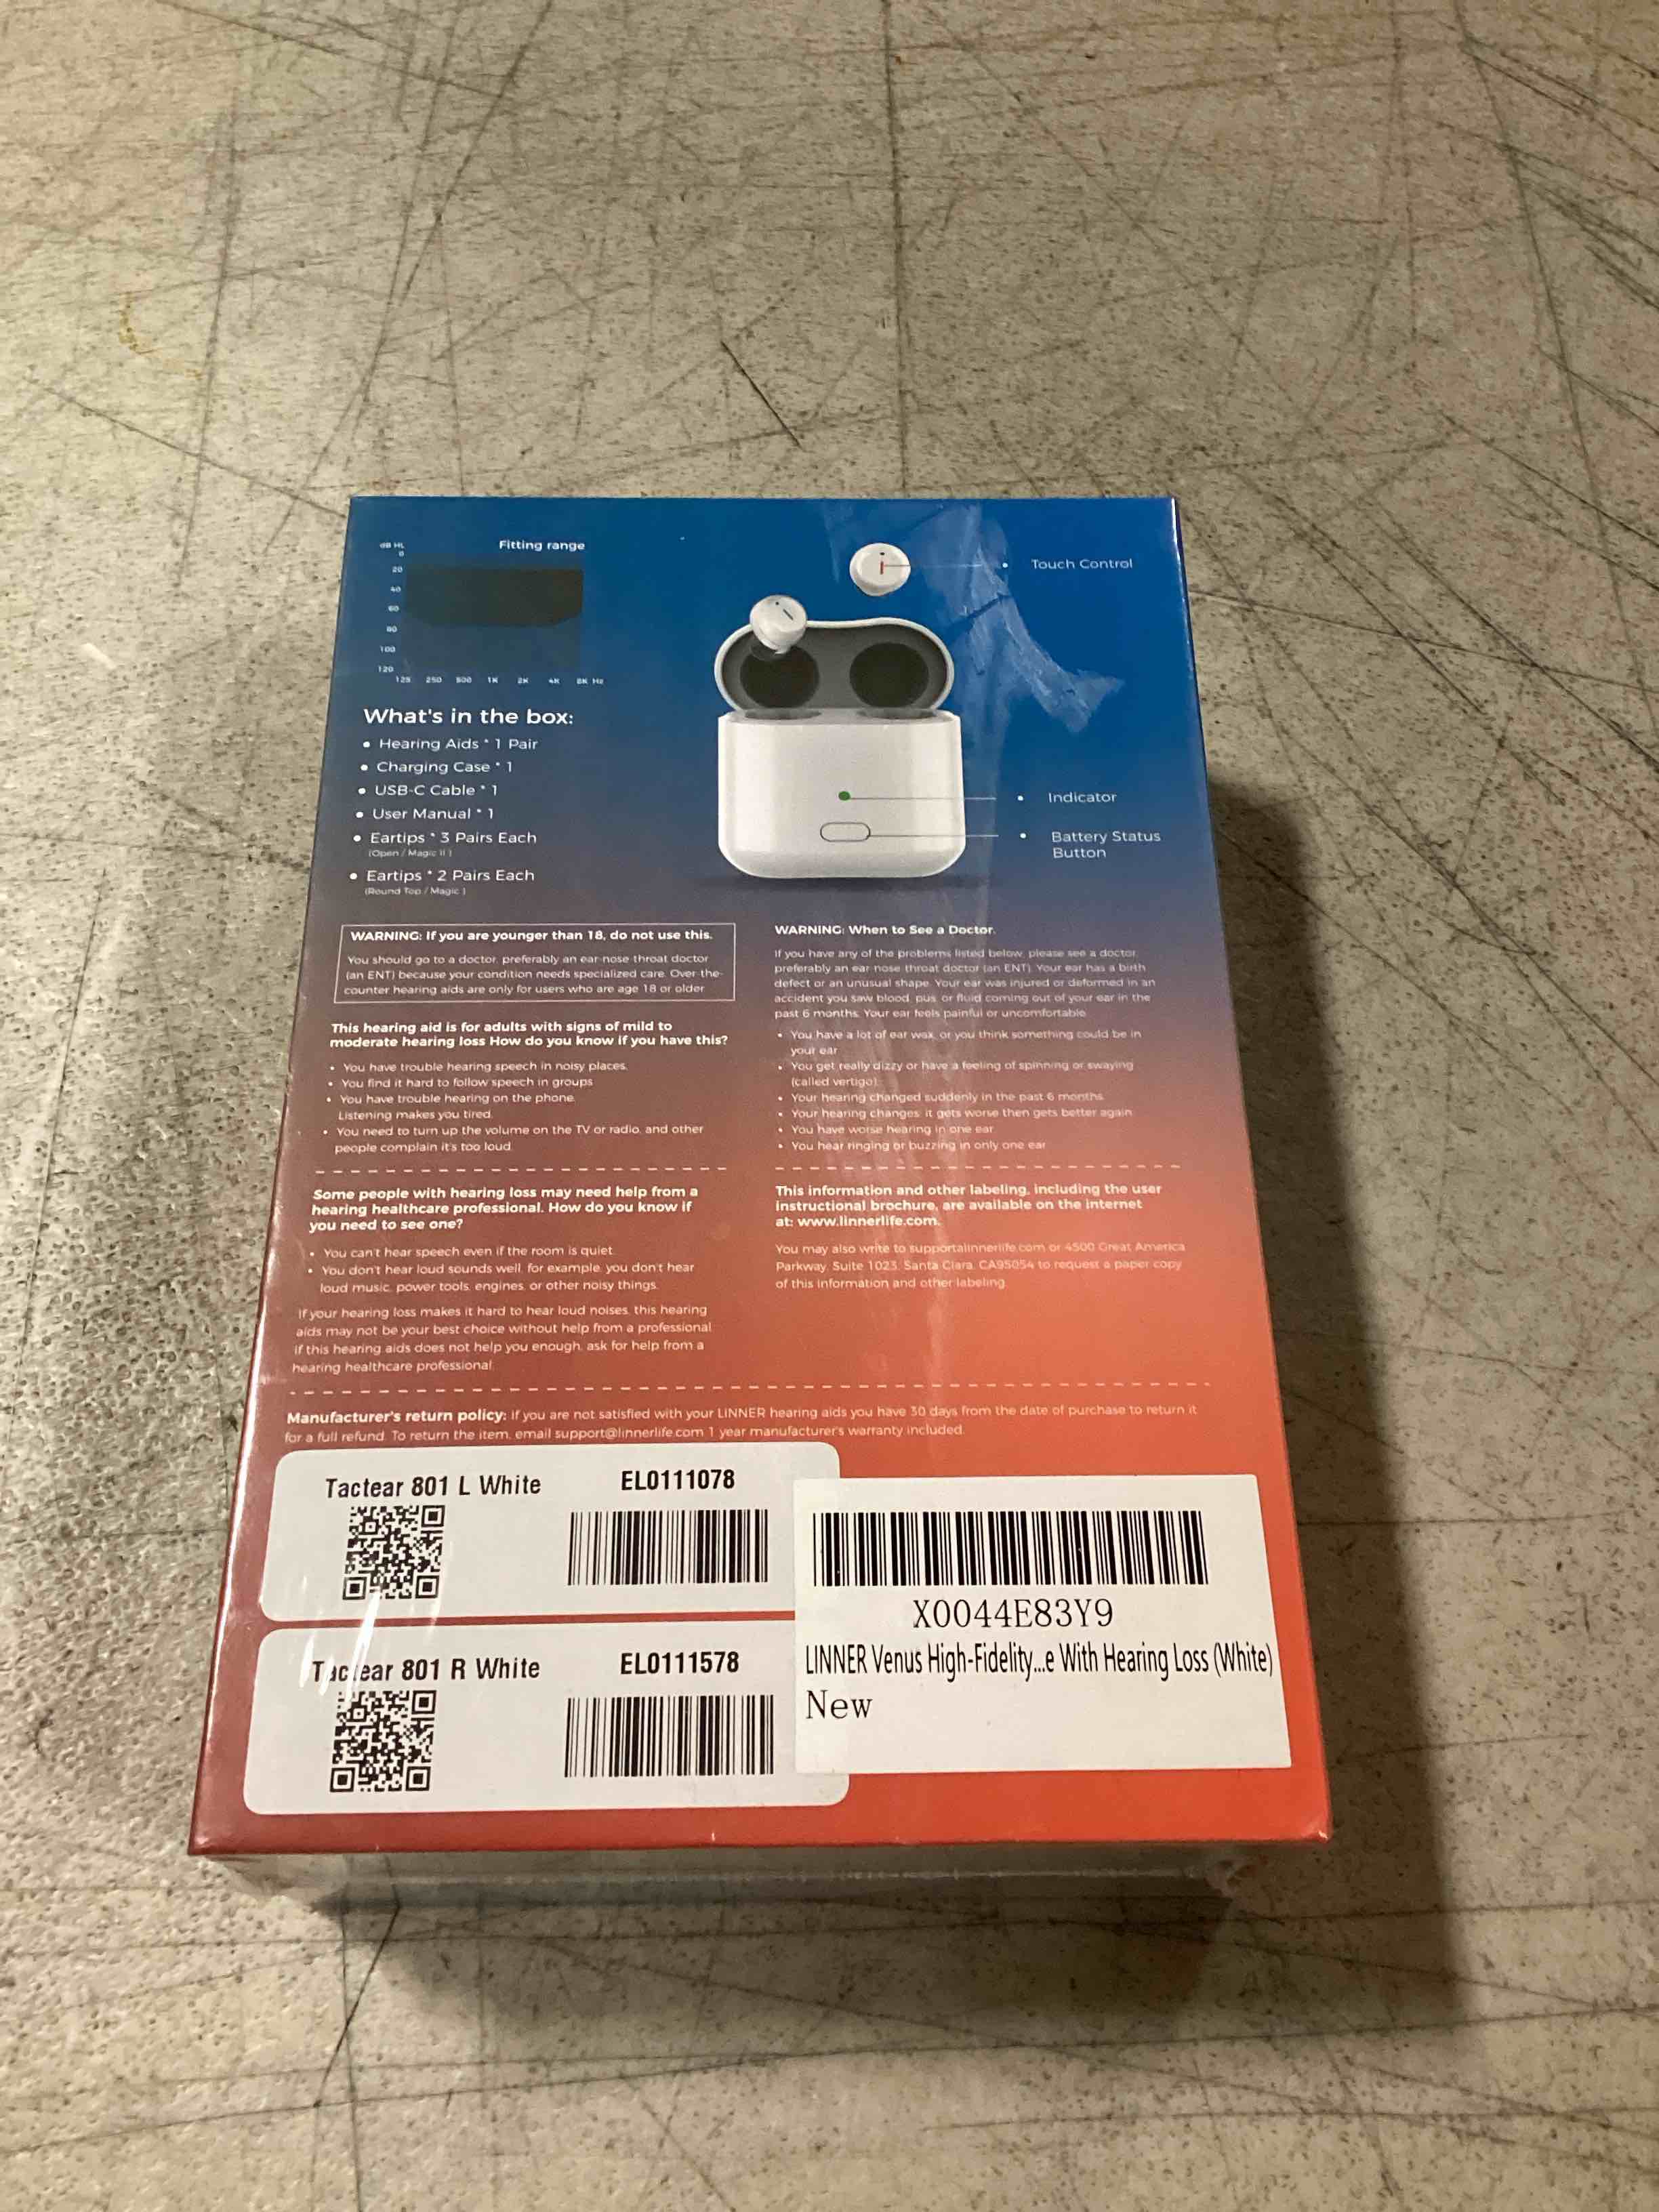 Fitting range
dB HL
0
20
40
60
80
100
120
125 250 500 1K 2K 4K 8K Hz
Touch Control
Indicator
Battery Status
Button
What's in the box:
• Hearing Aids * 1 Pair
• Charging Case * 1
• USB-C Cable * 1
• User Manual * 1
• Eartips * 3 Pairs Each
(Open / Magic II )
• Eartips * 2 Pairs Each
(Round Top / Magic )
WARNING: If you are younger than 18, do not use this.
You should go to a doctor, preferably an ear-nose-throat doctor
(an ENT) because your condition needs specialized care. Over-the-
counter hearing aids are only for users who are age 18 or older
This hearing aid is for adults with signs of mild to
moderate hearing loss How do you know if you have this?
• You have trouble hearing speech in noisy places.
• You find it hard to follow speech in groups
• You have trouble hearing on the phone.
Listening makes you tired.
• You need to turn up the volume on the TV or radio, and other
people complain it's too loud.
Some people with hearing loss may need help from a
hearing healthcare professional. How do you know if
you need to see one?
• You can't hear speech even if the room is quiet.
• You don't hear loud sounds well, for example, you don't hear
loud music, power tools, engines, or other noisy things.
If your hearing loss makes it hard to hear loud noises, this hearing
aids may not be your best choice without help from a professional.
If this hearing aids does not help you enough, ask for help from a
hearing healthcare professional.
WARNING: When to See a Doctor.
If you have any of the problems listed below, please see a doctor,
preferably an ear nose throat doctor (an ENT). Your ear has a birth
defect or an unusual shape. Your ear was injured or deformed in an
accident you saw blood, pus, or fluid coming out of your ear in the
past 6 months. Your ear feels painful or uncomfortable
• You have a lot of ear wax, or you think something could be in
your ear
• You get really dizzy or have a feeling of spinning or swaying
(called vertigo).
• Your hearing changed suddenly in the past 6 months.
• Your hearing changes: it gets worse then gets better again.
• You have worse hearing in one ear
• You hear ringing or buzzing in only one ear
This information and other labeling, including the user
instructional brochure, are available on the internet
at: www.linnerlife.com.
You may also write to supportalinnerlife.com or 4500 Great America
Parkway, Suite 1023, Santa Clara, CA95054 to request a paper copy
of this information and other labeling.
Manufacturer's return policy: if you are not satisfied with your LINNER hearing aids you have 30 days from the date of purchase to return it
for a full refund. To return the item, email support@linnerlife.com 1 year manufacturer's warranty included.
Tactear 801 L White EL0111078
Tactear 801 R White EL0111578
X0044E83Y9
LINNER Venus High-Fidelity...e With Hearing Loss (White)
New